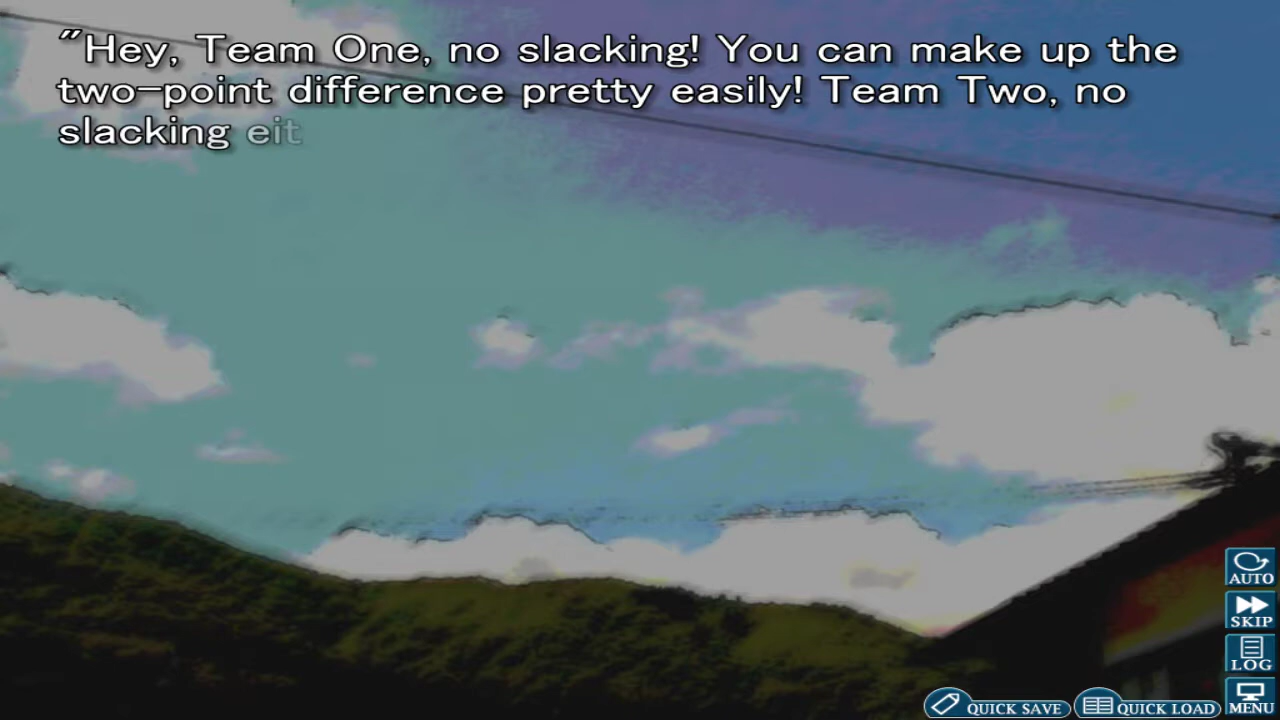 "Hey, Team One, no slacking! You can make up the
two-point difference pretty easily! Team Two, no
slacking eit
AUTO
SKIP
LOG
MENU
QUICK SAVE
QUICK LOAD